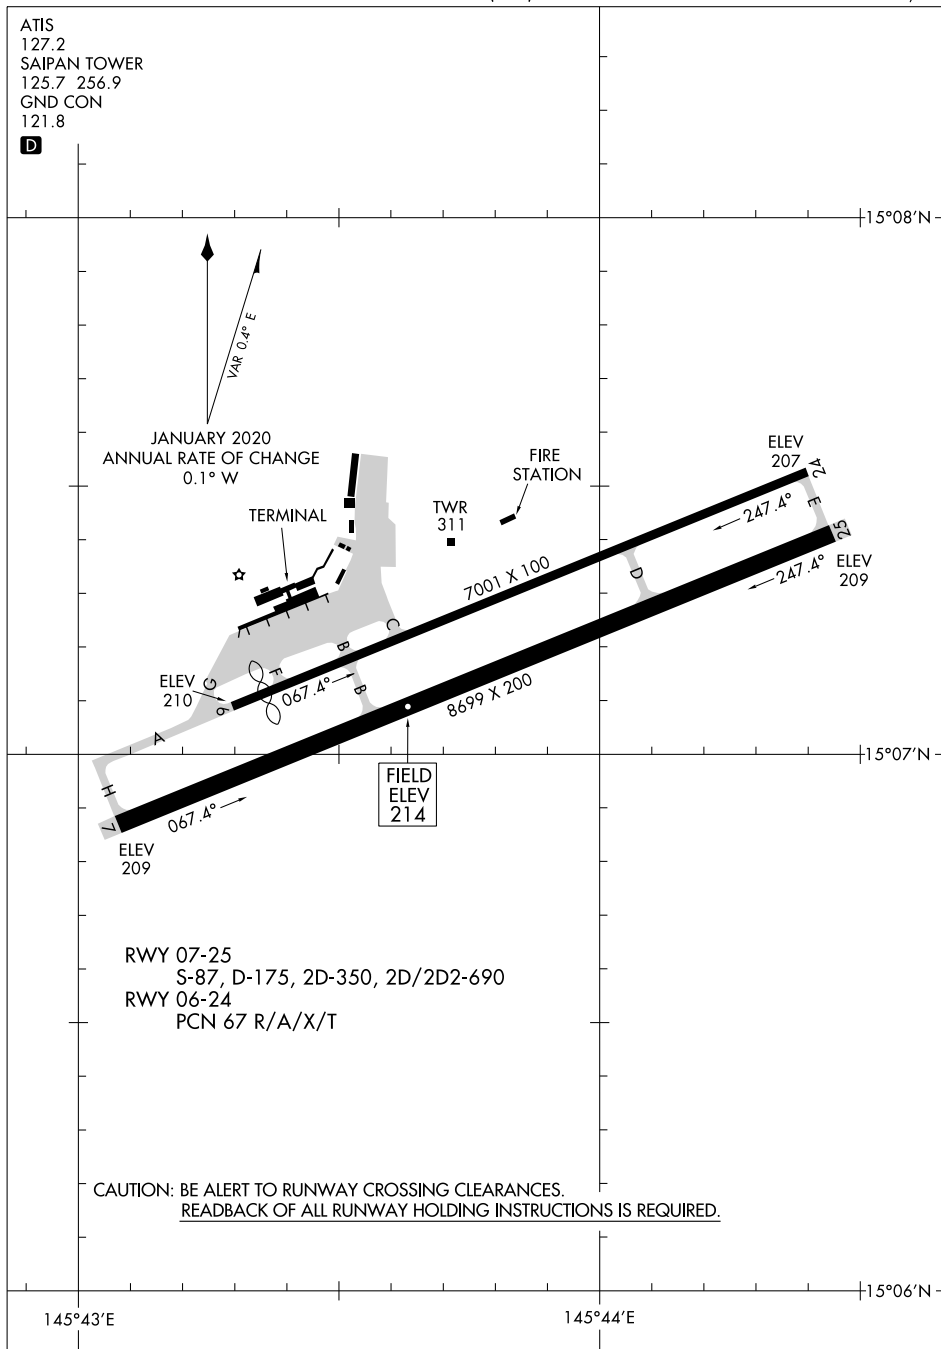 ATIS
127.2
SAIPAN TOWER
125.7 256.9
GND CON
121.8
D
15°08'N
VAR 0.4° E
JANUARY 2020
ANNUAL RATE OF CHANGE
0.1° W
TERMINAL
TWR
311
FIRE
STATION
ELEV
207
24
E
247.4°
25
ELEV
209
247.4°
D
7001 X 100
C
B
F
G
ELEV
210
6
067.4°
B
8699 X 200
A
H
7
067.4°
ELEV
209
FIELD
ELEV
214
15°07'N
RWY 07-25
S-87, D-175, 2D-350, 2D/2D2-690
RWY 06-24
PCN 67 R/A/X/T
CAUTION: BE ALERT TO RUNWAY CROSSING CLEARANCES.
READBACK OF ALL RUNWAY HOLDING INSTRUCTIONS IS REQUIRED.
15°06'N
145°43'E
145°44'E